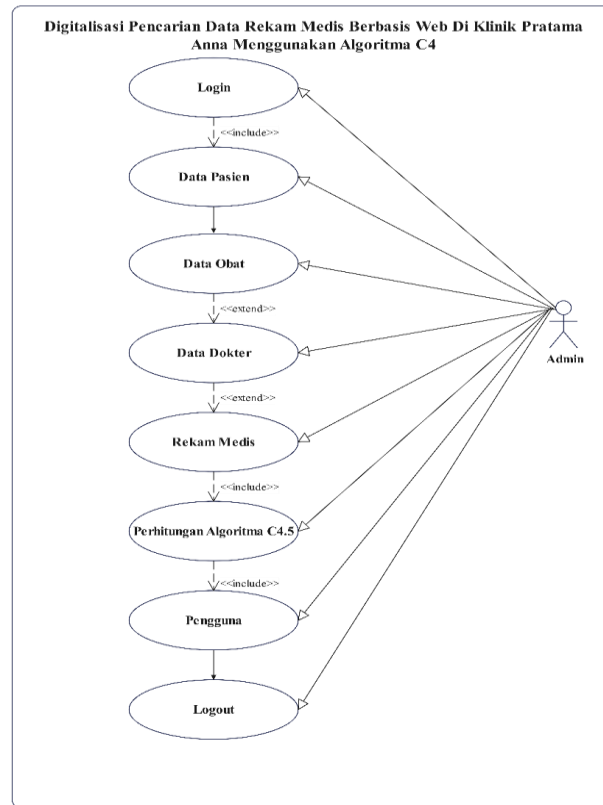 Digitalisasi Pencarian Data Rekam Medis Berbasis Web Di Klinik Pratama
Anna Menggunakan Algoritma C4
Login
<<include>>
Data Pasien
Data Obat
<<extend>>
Data Dokter
<<extend>>
Rekam Medis
<<include>>
Perhitungan Algoritma C4.5
<<include>>
Pengguna
Logout
Admin